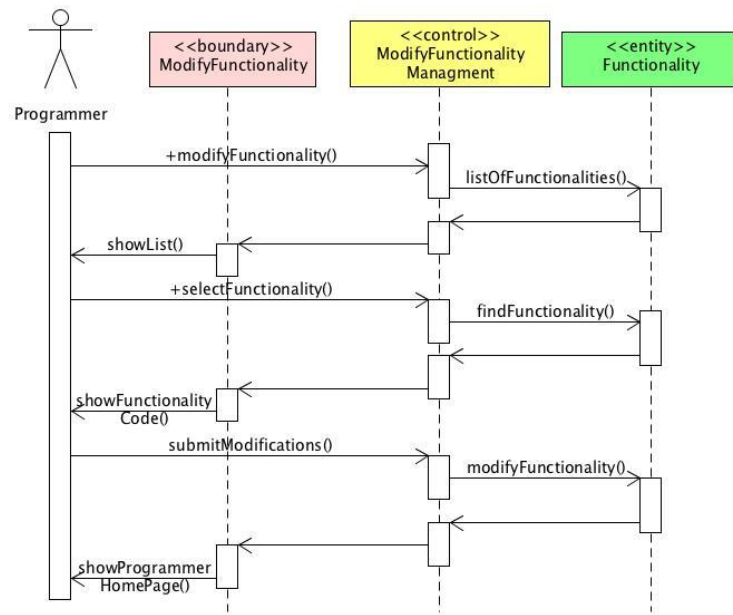 <<boundary>>
ModifyFunctionality
<<control>>
ModifyFunctionality
Managment
<<entity>>
Functionality
Programmer
+modifyFunctionality()
listOfFunctionalities()
showList()
+selectFunctionality()
findFunctionality()
showFunctionality
Code()
submitModifications()
modifyFunctionality()
showProgrammer
HomePage()